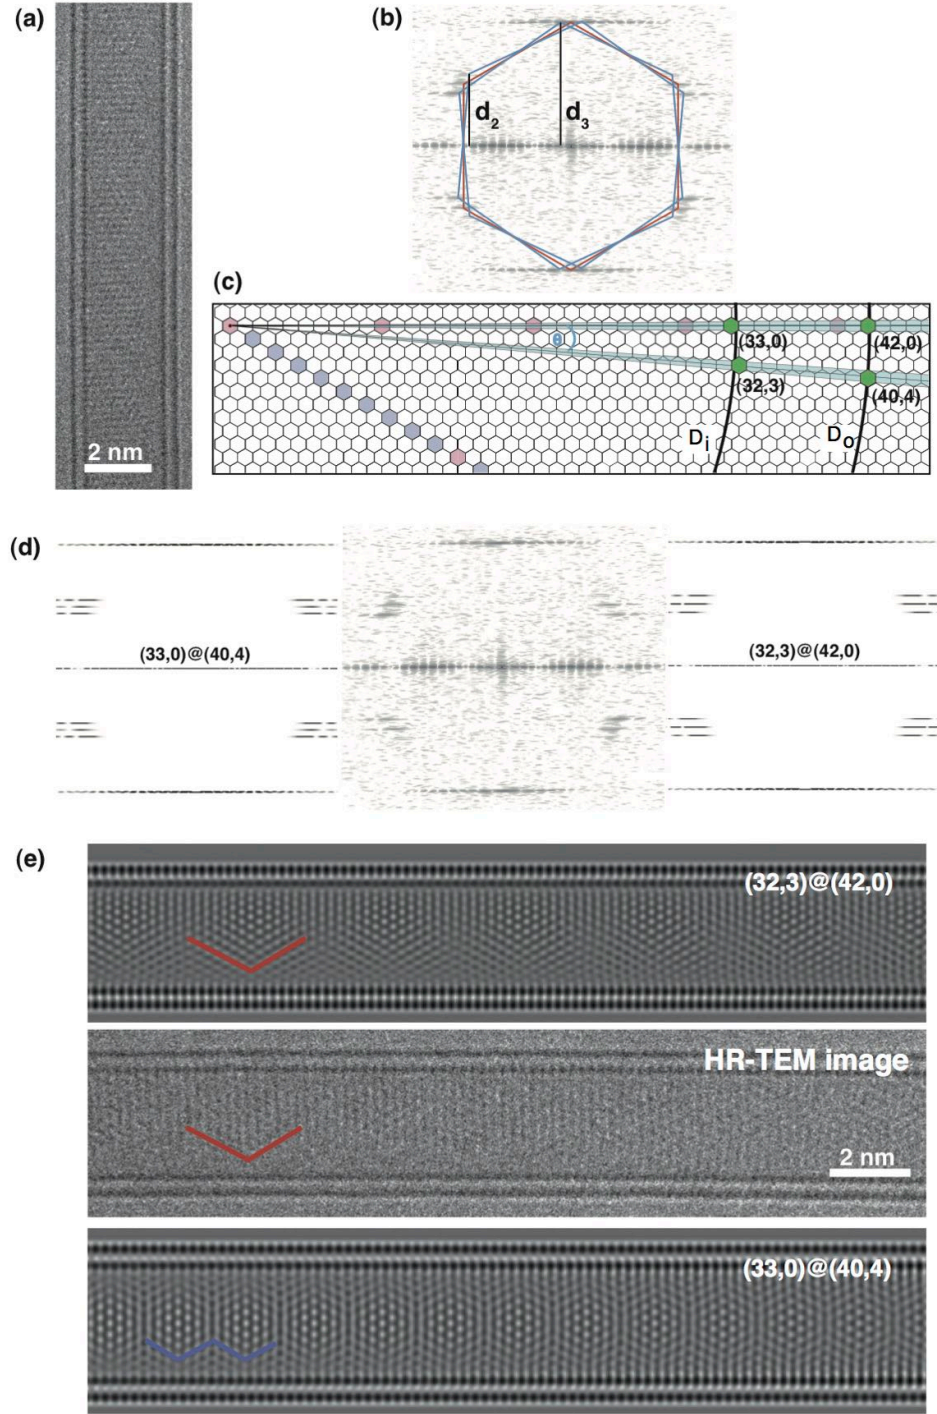 (a)
2 nm
(b)
d2
d3
(c)
θ
(33,0)
(42,0)
(32,3)
(40,4)
Di
Do
(d)
(33,0)@(40,4)
(32,3)@(42,0)
(e)
(32,3)@(42,0)
HR-TEM image
2 nm
(33,0)@(40,4)